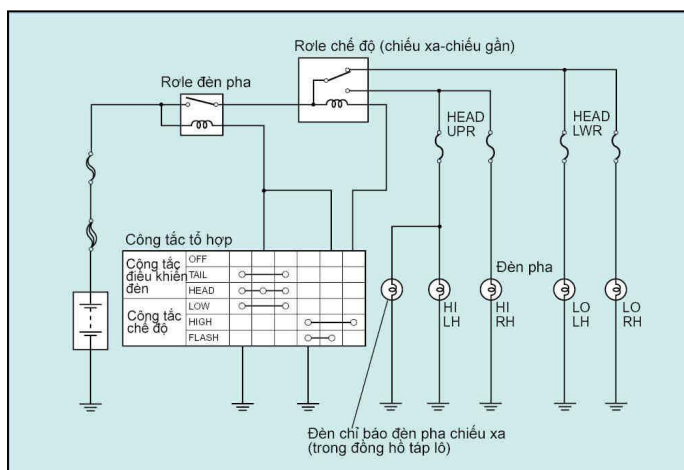 Rơle chế độ (chiếu xa-chiếu gần)
Rơle đèn pha
HEAD
UPR
HEAD
LWR
Công tắc tổ hợp
Công tắc
điều khiển
đèn
OFF
TAIL
HEAD
Công tắc
chế độ
LOW
HIGH
FLASH
Đèn pha
HI
LH
HI
RH
LO
LH
LO
RH
Đèn chỉ báo đèn pha chiếu xa
(trong đồng hồ táp lô)